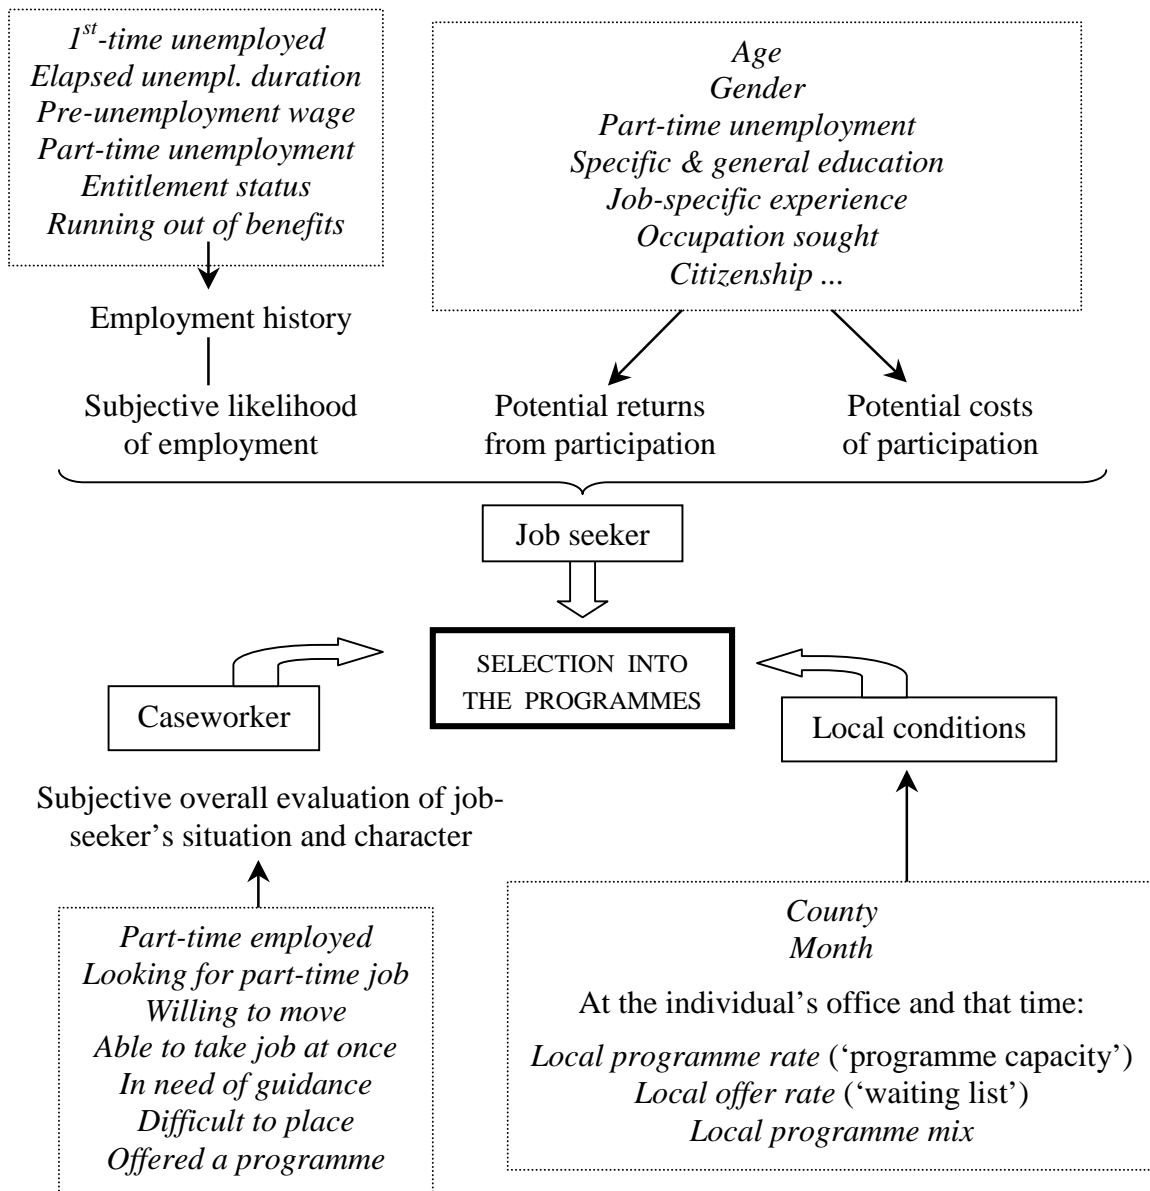 1st-time unemployed
Elapsed unempl. duration
Pre-unemployment wage
Part-time unemployment
Entitlement status
Running out of benefits
Age
Gender
Part-time unemployment
Specific & general education
Job-specific experience
Occupation sought
Citizenship ...
Employment history
Subjective likelihood
of employment
Potential returns
from participation
Potential costs
of participation
Job seeker
SELECTION INTO
THE PROGRAMMES
Caseworker
Local conditions
Subjective overall evaluation of job-
seeker’s situation and character
Part-time employed
Looking for part-time job
Willing to move
Able to take job at once
In need of guidance
Difficult to place
Offered a programme
County
Month
At the individual’s office and that time:
Local programme rate (‘programme capacity’)
Local offer rate (‘waiting list’)
Local programme mix